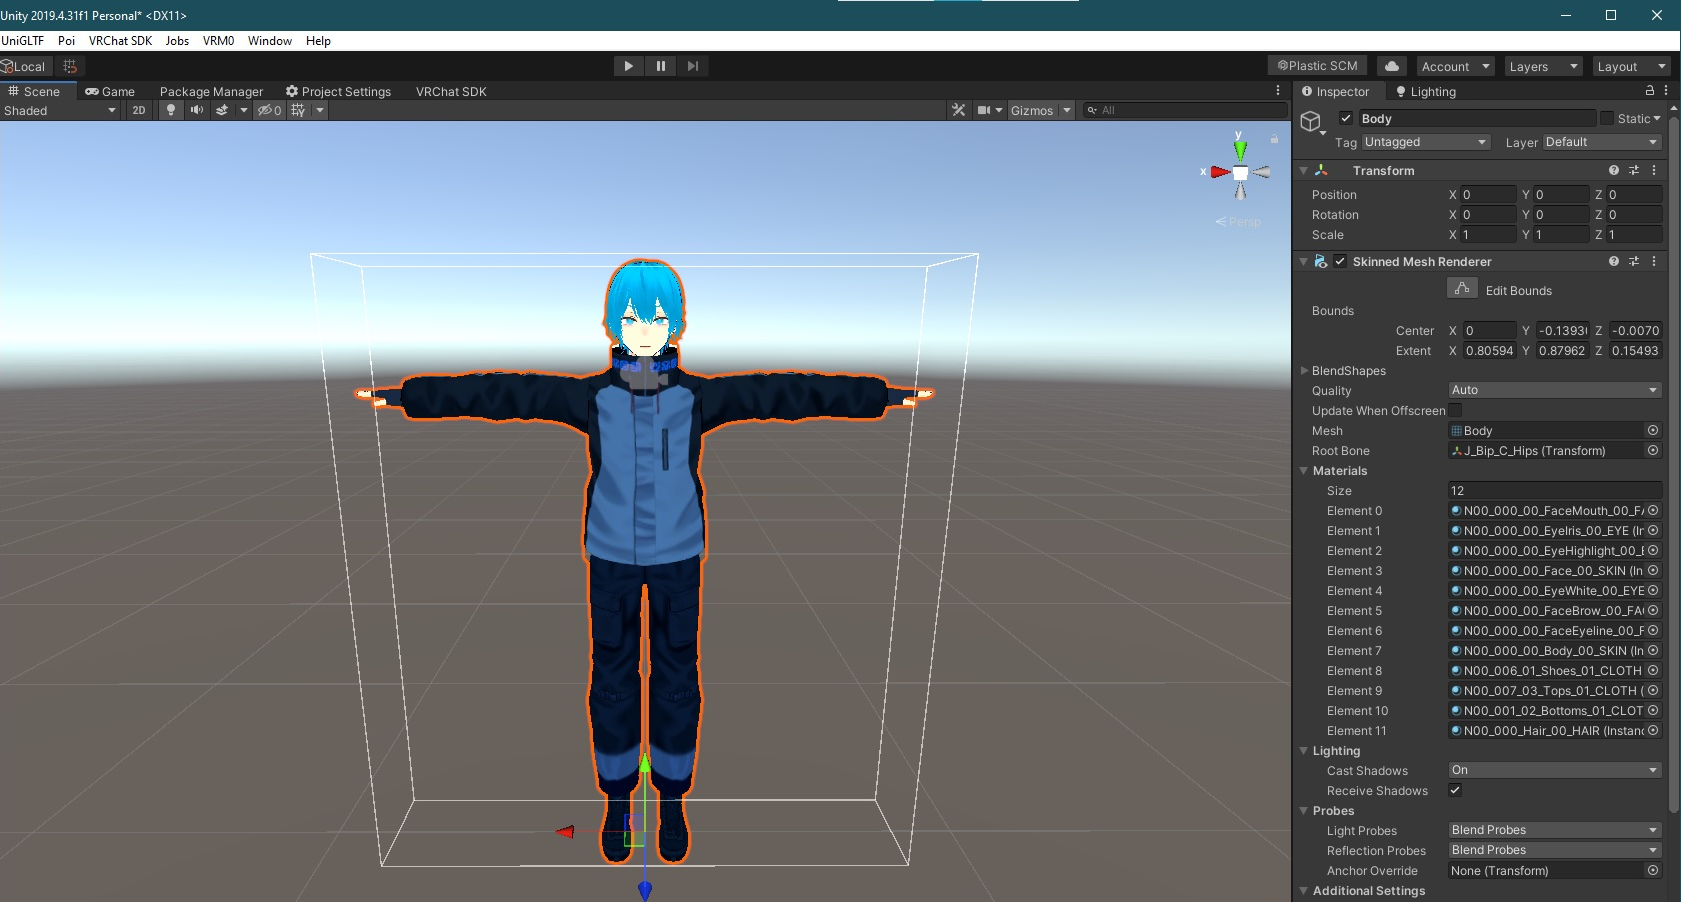 Unity 2019.4.31f1 Personal* <DX11>
UniGLTF Poi VRChat SDK Jobs VRM0 Window Help
Local Plastic SCM Account Layers Layout
Scene Game Package Manager Project Settings VRChat SDK
Inspector Lighting
Shaded 2D 0 Gizmos All
Body Static
Tag Untagged Layer Default
y
x
Persp
Transform
Position X 0 Y 0 Z 0
Rotation X 0 Y 0 Z 0
Scale X 1 Y 1 Z 1
Skinned Mesh Renderer
Edit Bounds
Bounds
Center X 0 Y -0.1393 Z -0.0070
Extent X 0.80594 Y 0.87962 Z 0.15493
BlendShapes
Quality Auto
Update When Offscreen
Mesh Body
Root Bone J_Bip_C_Hips (Transform)
Materials
Size 12
Element 0 N00_000_00_FaceMouth_00_FA
Element 1 N00_000_00_EyeIris_00_EYE (In
Element 2 N00_000_00_EyeHighlight_00_E
Element 3 N00_000_00_Face_00_SKIN (In
Element 4 N00_000_00_EyeWhite_00_EYE
Element 5 N00_000_00_FaceBrow_00_FA
Element 6 N00_000_00_FaceEyeline_00_F
Element 7 N00_000_00_Body_00_SKIN (In
Element 8 N00_006_01_Shoes_01_CLOTH
Element 9 N00_007_03_Tops_01_CLOTH (
Element 10 N00_001_02_Bottoms_01_CLOT
Element 11 N00_000_Hair_00_HAIR (Instanc
Lighting
Cast Shadows On
Receive Shadows
Probes
Light Probes Blend Probes
Reflection Probes Blend Probes
Anchor Override None (Transform)
Additional Settings